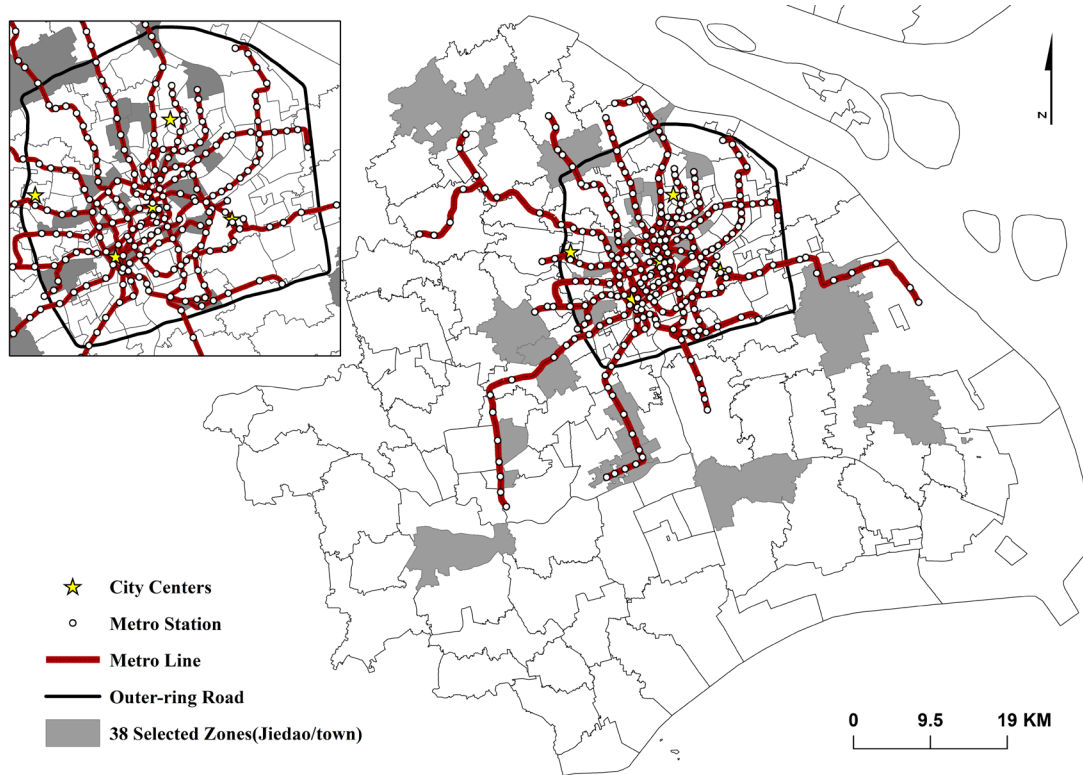 N
City Centers
Metro Station
Metro Line
Outer-ring Road
38 Selected Zones(Jiedao/town)
0 9.5 19 KM